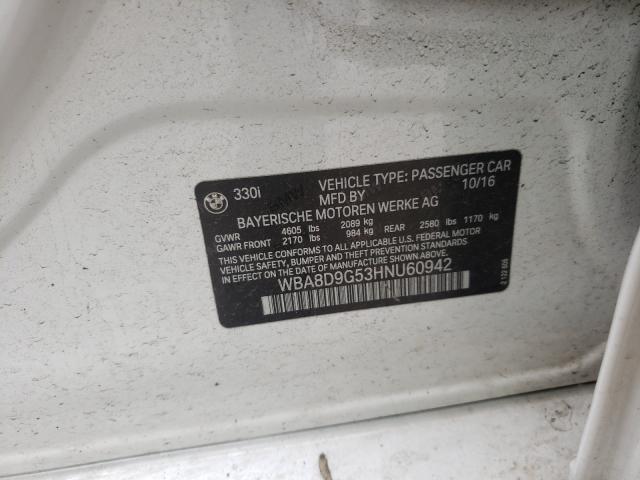 330i VEHICLE TYPE: PASSENGER CAR
MFD BY 10/16
BAYERISCHE MOTOREN WERKE AG
GVWR 4605 lbs 2089 kg
GAWR FRONT 2170 lbs 984 kg REAR 2580 lbs 1170 kg
THIS VEHICLE CONFORMS TO ALL APPLICABLE U.S. FEDERAL MOTOR
VEHICLE SAFETY, BUMPER AND THEFT PREVENTION STANDARDS
IN EFFECT ON THE DATE OF MANUFACTURE SHOWN ABOVE.
WBA8D9G53HNU60942